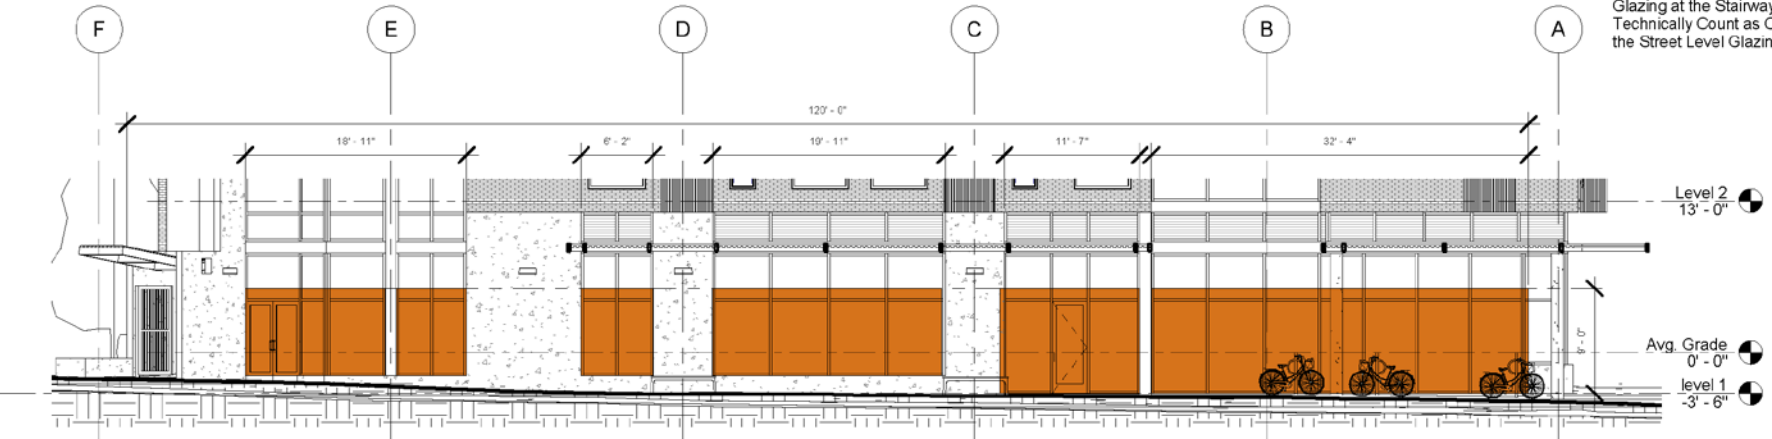 F
E
D
C
B
A
Glazing at the Stairway
Technically Count as
the Street Level Glazin
120' - 0"
18' - 11"
6' - 2"
19' - 11"
11' - 7"
32' - 4"
Level 2
13' - 0"
9' - 0"
Avg. Grade
0' - 0"
level 1
-3' - 6"